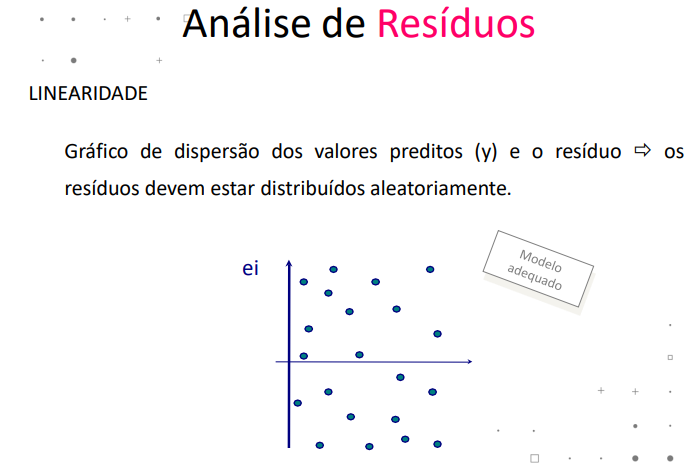 Análise de Resíduos
LINEARIDADE
Gráfico de dispersão dos valores preditos (y) e o resíduo ⇨ os
resíduos devem estar distribuídos aleatoriamente.
ei
Modelo
adequado